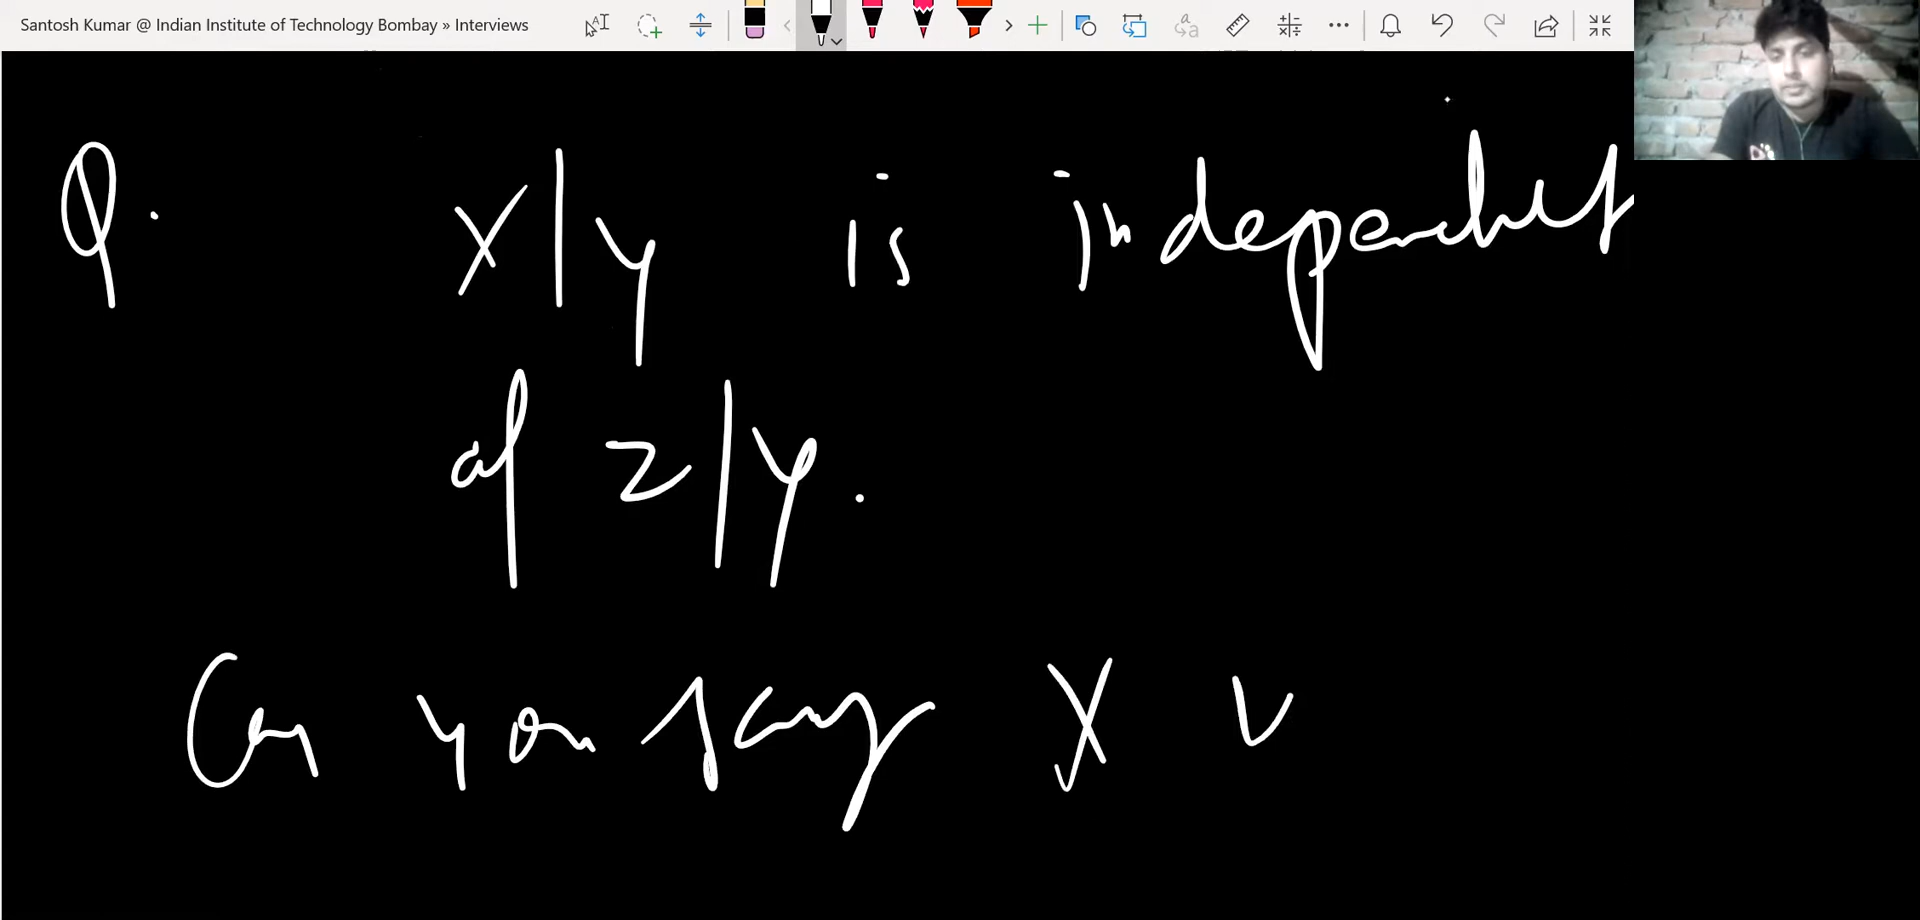 Santosh Kumar @ Indian Institute of Technology Bombay » Interviews
Q. X|Y is independent
of Z|Y.
Can you say X